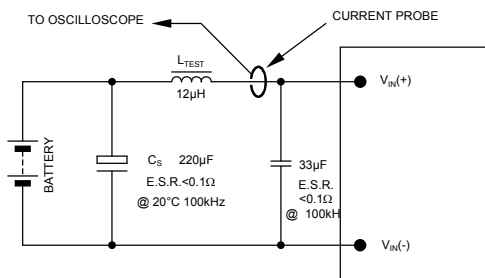 TO OSCILLOSCOPE
CURRENT PROBE
LTEST
12µH
VIN(+)
BATTERY
CS 220µF
E.S.R.<0.1Ω
@ 20°C 100kHz
33µF
E.S.R.
<0.1Ω
@ 100kH
VIN(-)